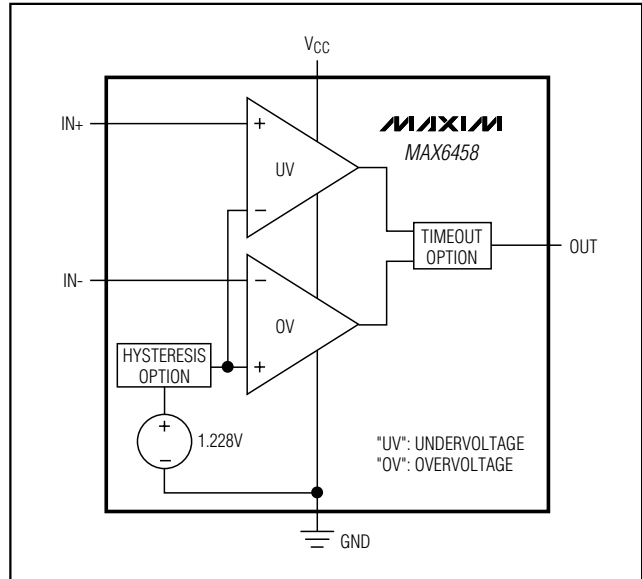 VCC
IN+
+
MAXIM
MAX6458
UV
−
TIMEOUT
OPTION
OUT
IN-
−
OV
HYSTERESIS
OPTION
+
+
1.228V
−
"UV": UNDERVOLTAGE
"OV": OVERVOLTAGE
GND